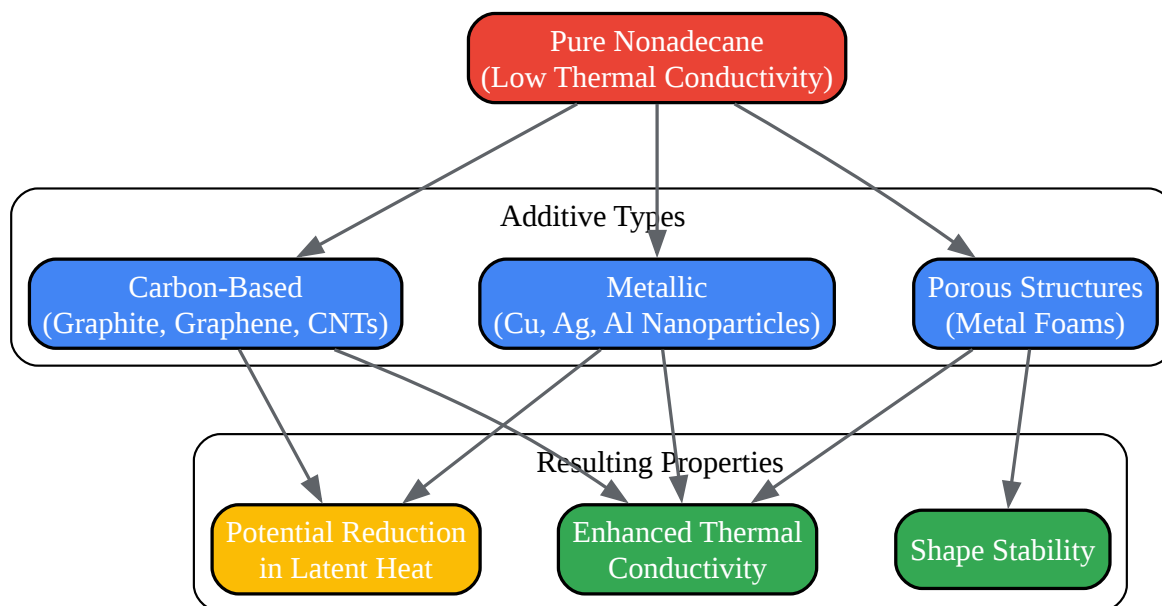 Pure Nonadecane
(Low Thermal Conductivity)
Additive Types
Carbon-Based
(Graphite, Graphene, CNTs)
Metallic
(Cu, Ag, Al Nanoparticles)
Porous Structures
(Metal Foams)
Resulting Properties
Potential Reduction
in Latent Heat
Enhanced Thermal
Conductivity
Shape Stability